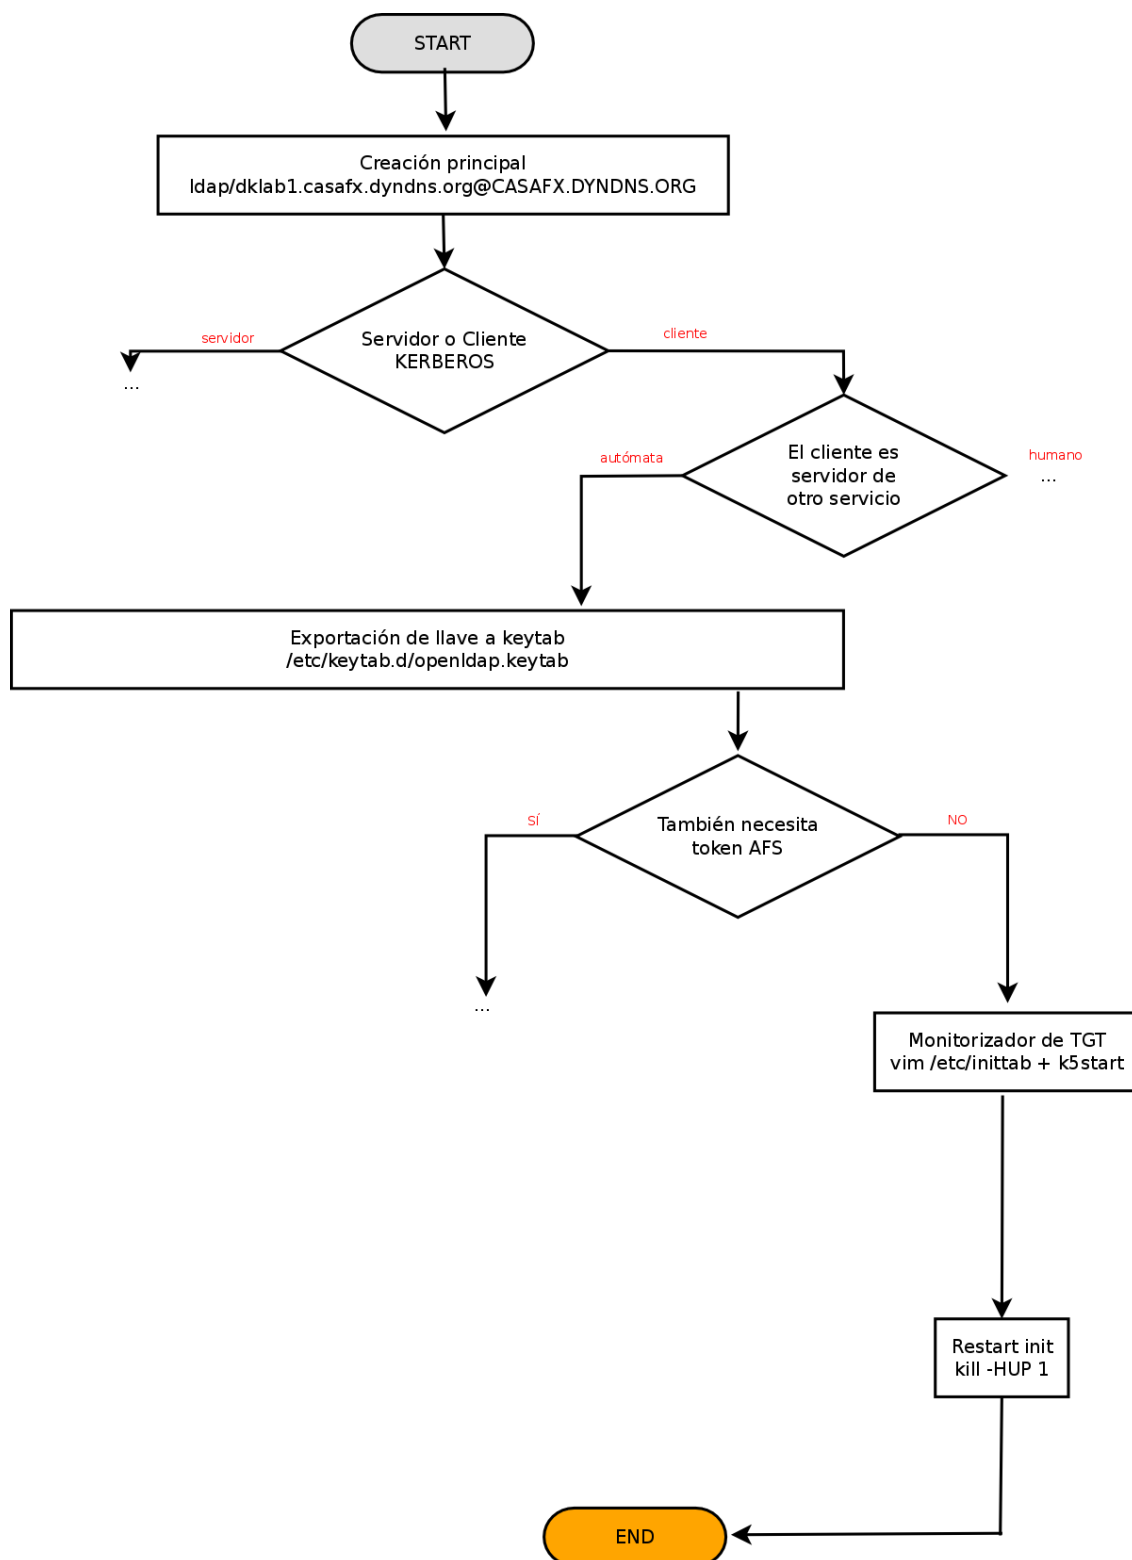 START
Creación principal
ldap/dklab1.casafx.dyndns.org@CASAFX.DYNDNS.ORG
servidor
Servidor o Cliente
KERBEROS
cliente
...
autómata
El cliente es
servidor de
otro servicio
humano
...
Exportación de llave a keytab
/etc/keytab.d/openldap.keytab
SÍ
También necesita
token AFS
NO
...
Monitorizador de TGT
vim /etc/inittab + k5start
Restart init
kill -HUP 1
END